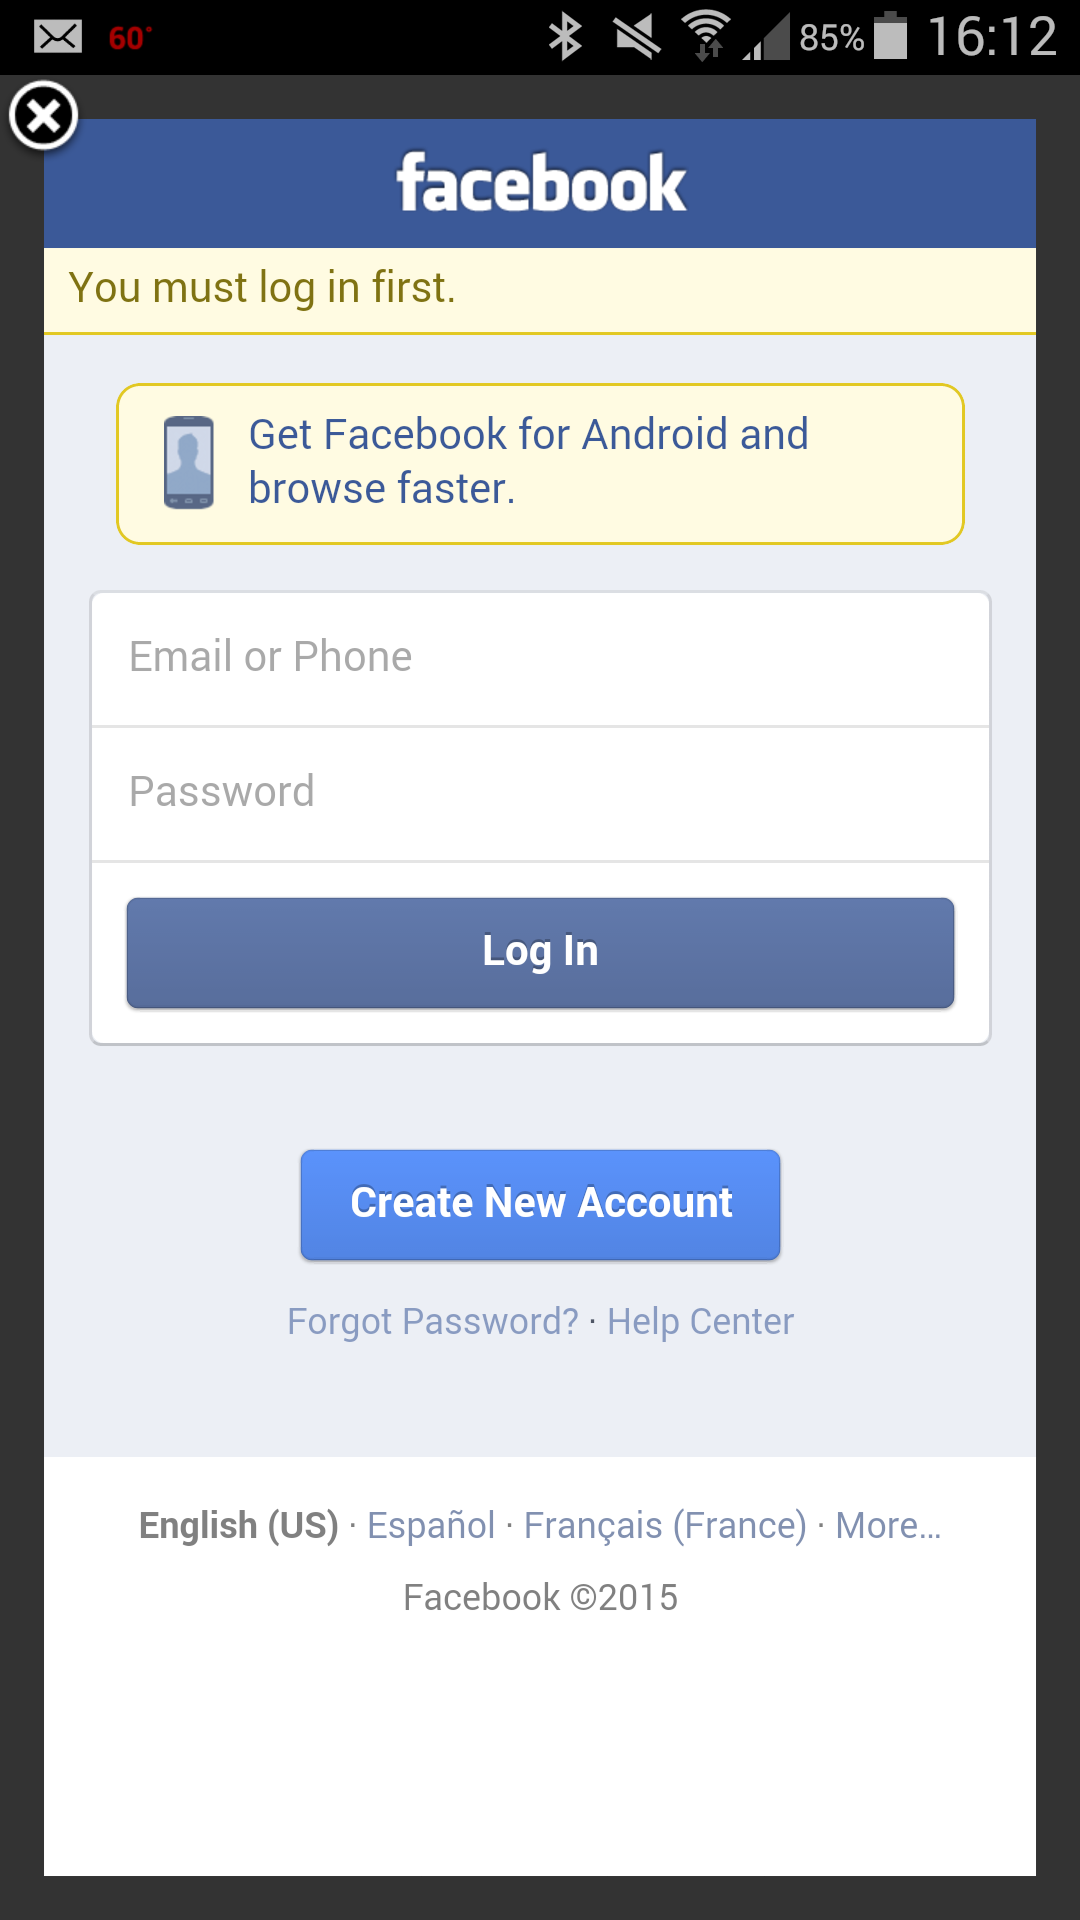 60° 85% 16:12
facebook
You must log in first.
Get Facebook for Android and
browse faster.
Email or Phone
Password
Log In
Create New Account
Forgot Password? · Help Center
English (US) · Español · Français (France) · More...
Facebook ©2015